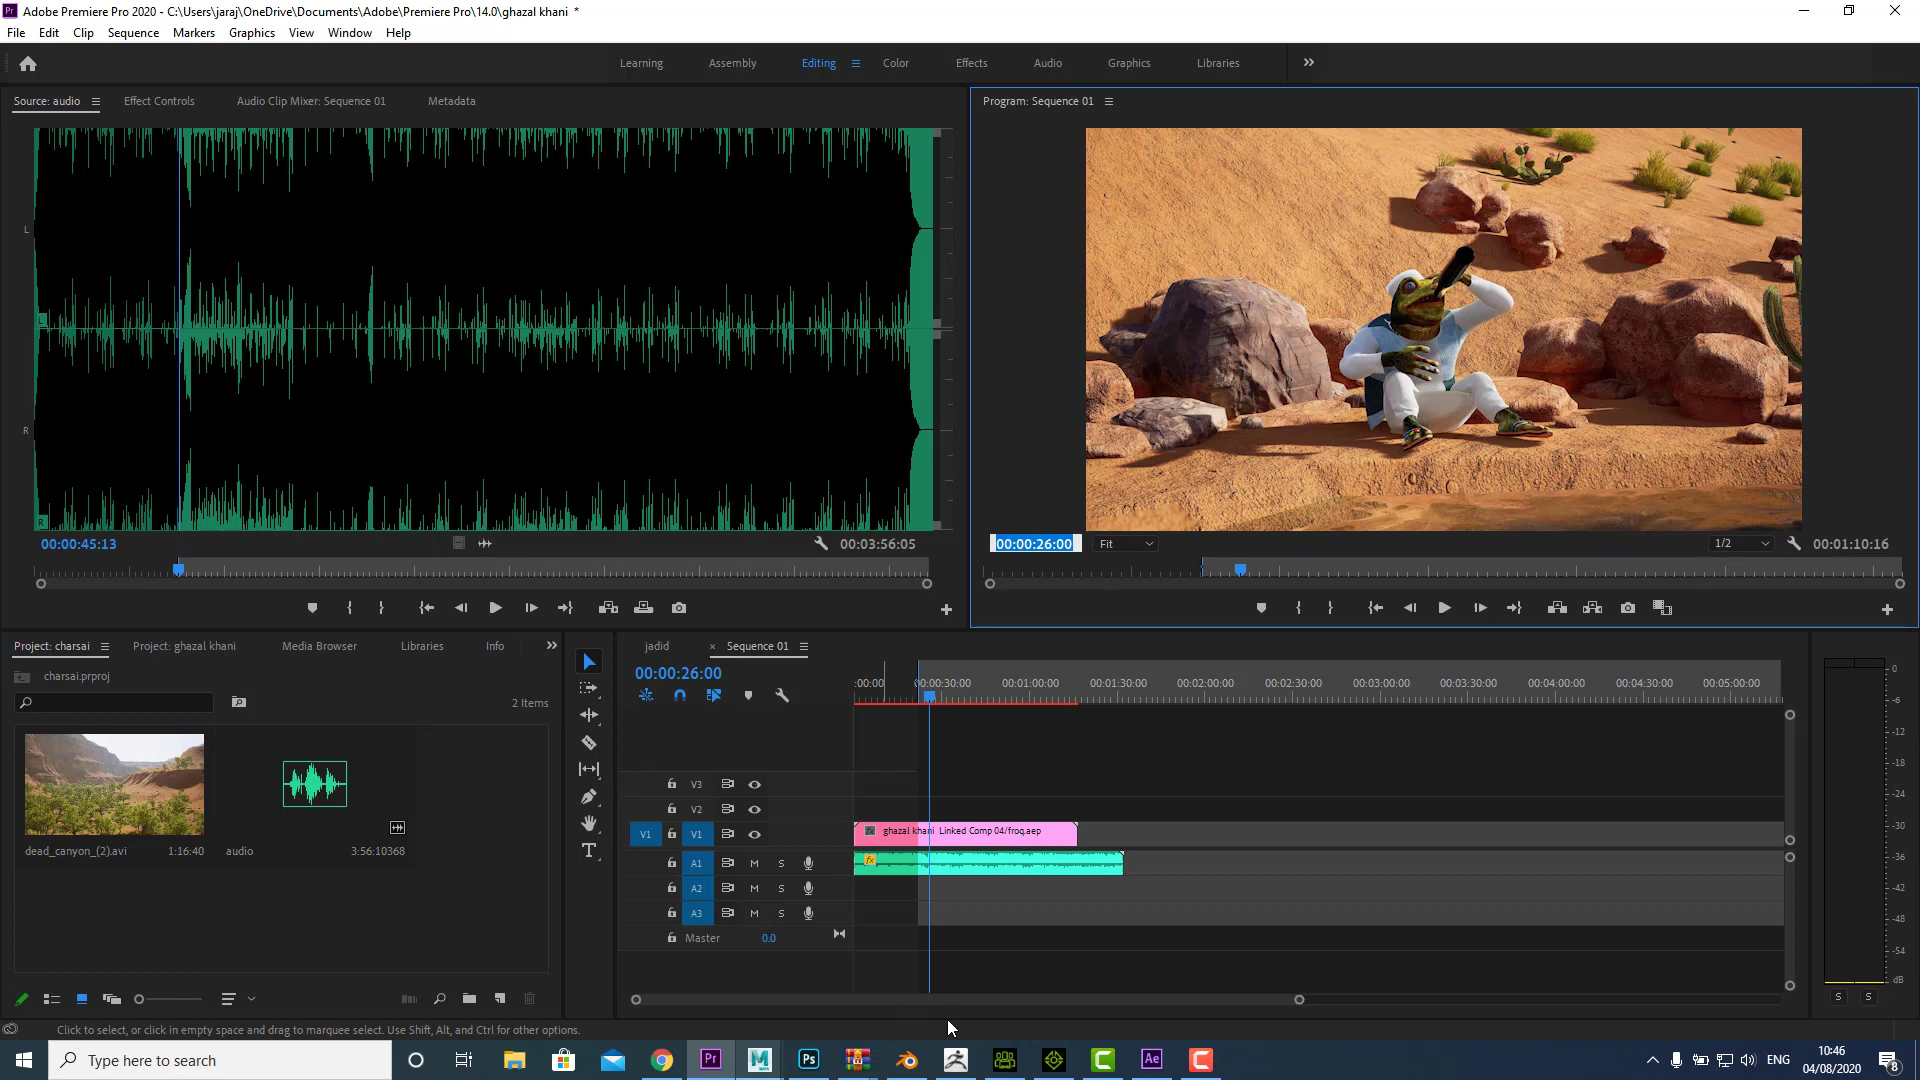 Adobe Premiere Pro 2020 - C:\Users\jaraj\OneDrive\Documents\Adobe\Premiere Pro\14.0\ghazal khani *
File Edit Clip Sequence Markers Graphics View Window Help
Learning Assembly Editing Color Effects Audio Graphics Libraries
Source: audio Effect Controls Audio Clip Mixer: Sequence 01 Metadata
Program: Sequence 01
L
R
L
R
00:00:45:13 00:03:56:05
00:00:26:00 Fit 1/2 00:01:10:16
Project: charsai Project: ghazal khani Media Browser Libraries Info
charsai.prproj
2 Items
dead_canyon_(2).avi 1:16:40
audio 3:56:10368
jadid × Sequence 01
00:00:26:00
:00:00 00:00:30:00 00:01:00:00 00:01:30:00 00:02:00:00 00:02:30:00 00:03:00:00 00:03:30:00 00:04:00:00 00:04:30:00 00:05:00:00
V3
V2
V1 V1 fx ghazal khani Linked Comp 04/froq.aep
A1 M S fx
A2 M S
A3 M S
Master 0.0
0
-6
-12
-18
-24
-30
-36
-42
-48
-54
dB
S S
Click to select, or click in empty space and drag to marquee select. Use Shift, Alt, and Ctrl for other options.
Type here to search
Pr
Ps
Ae
ENG
10:46
04/08/2020
8